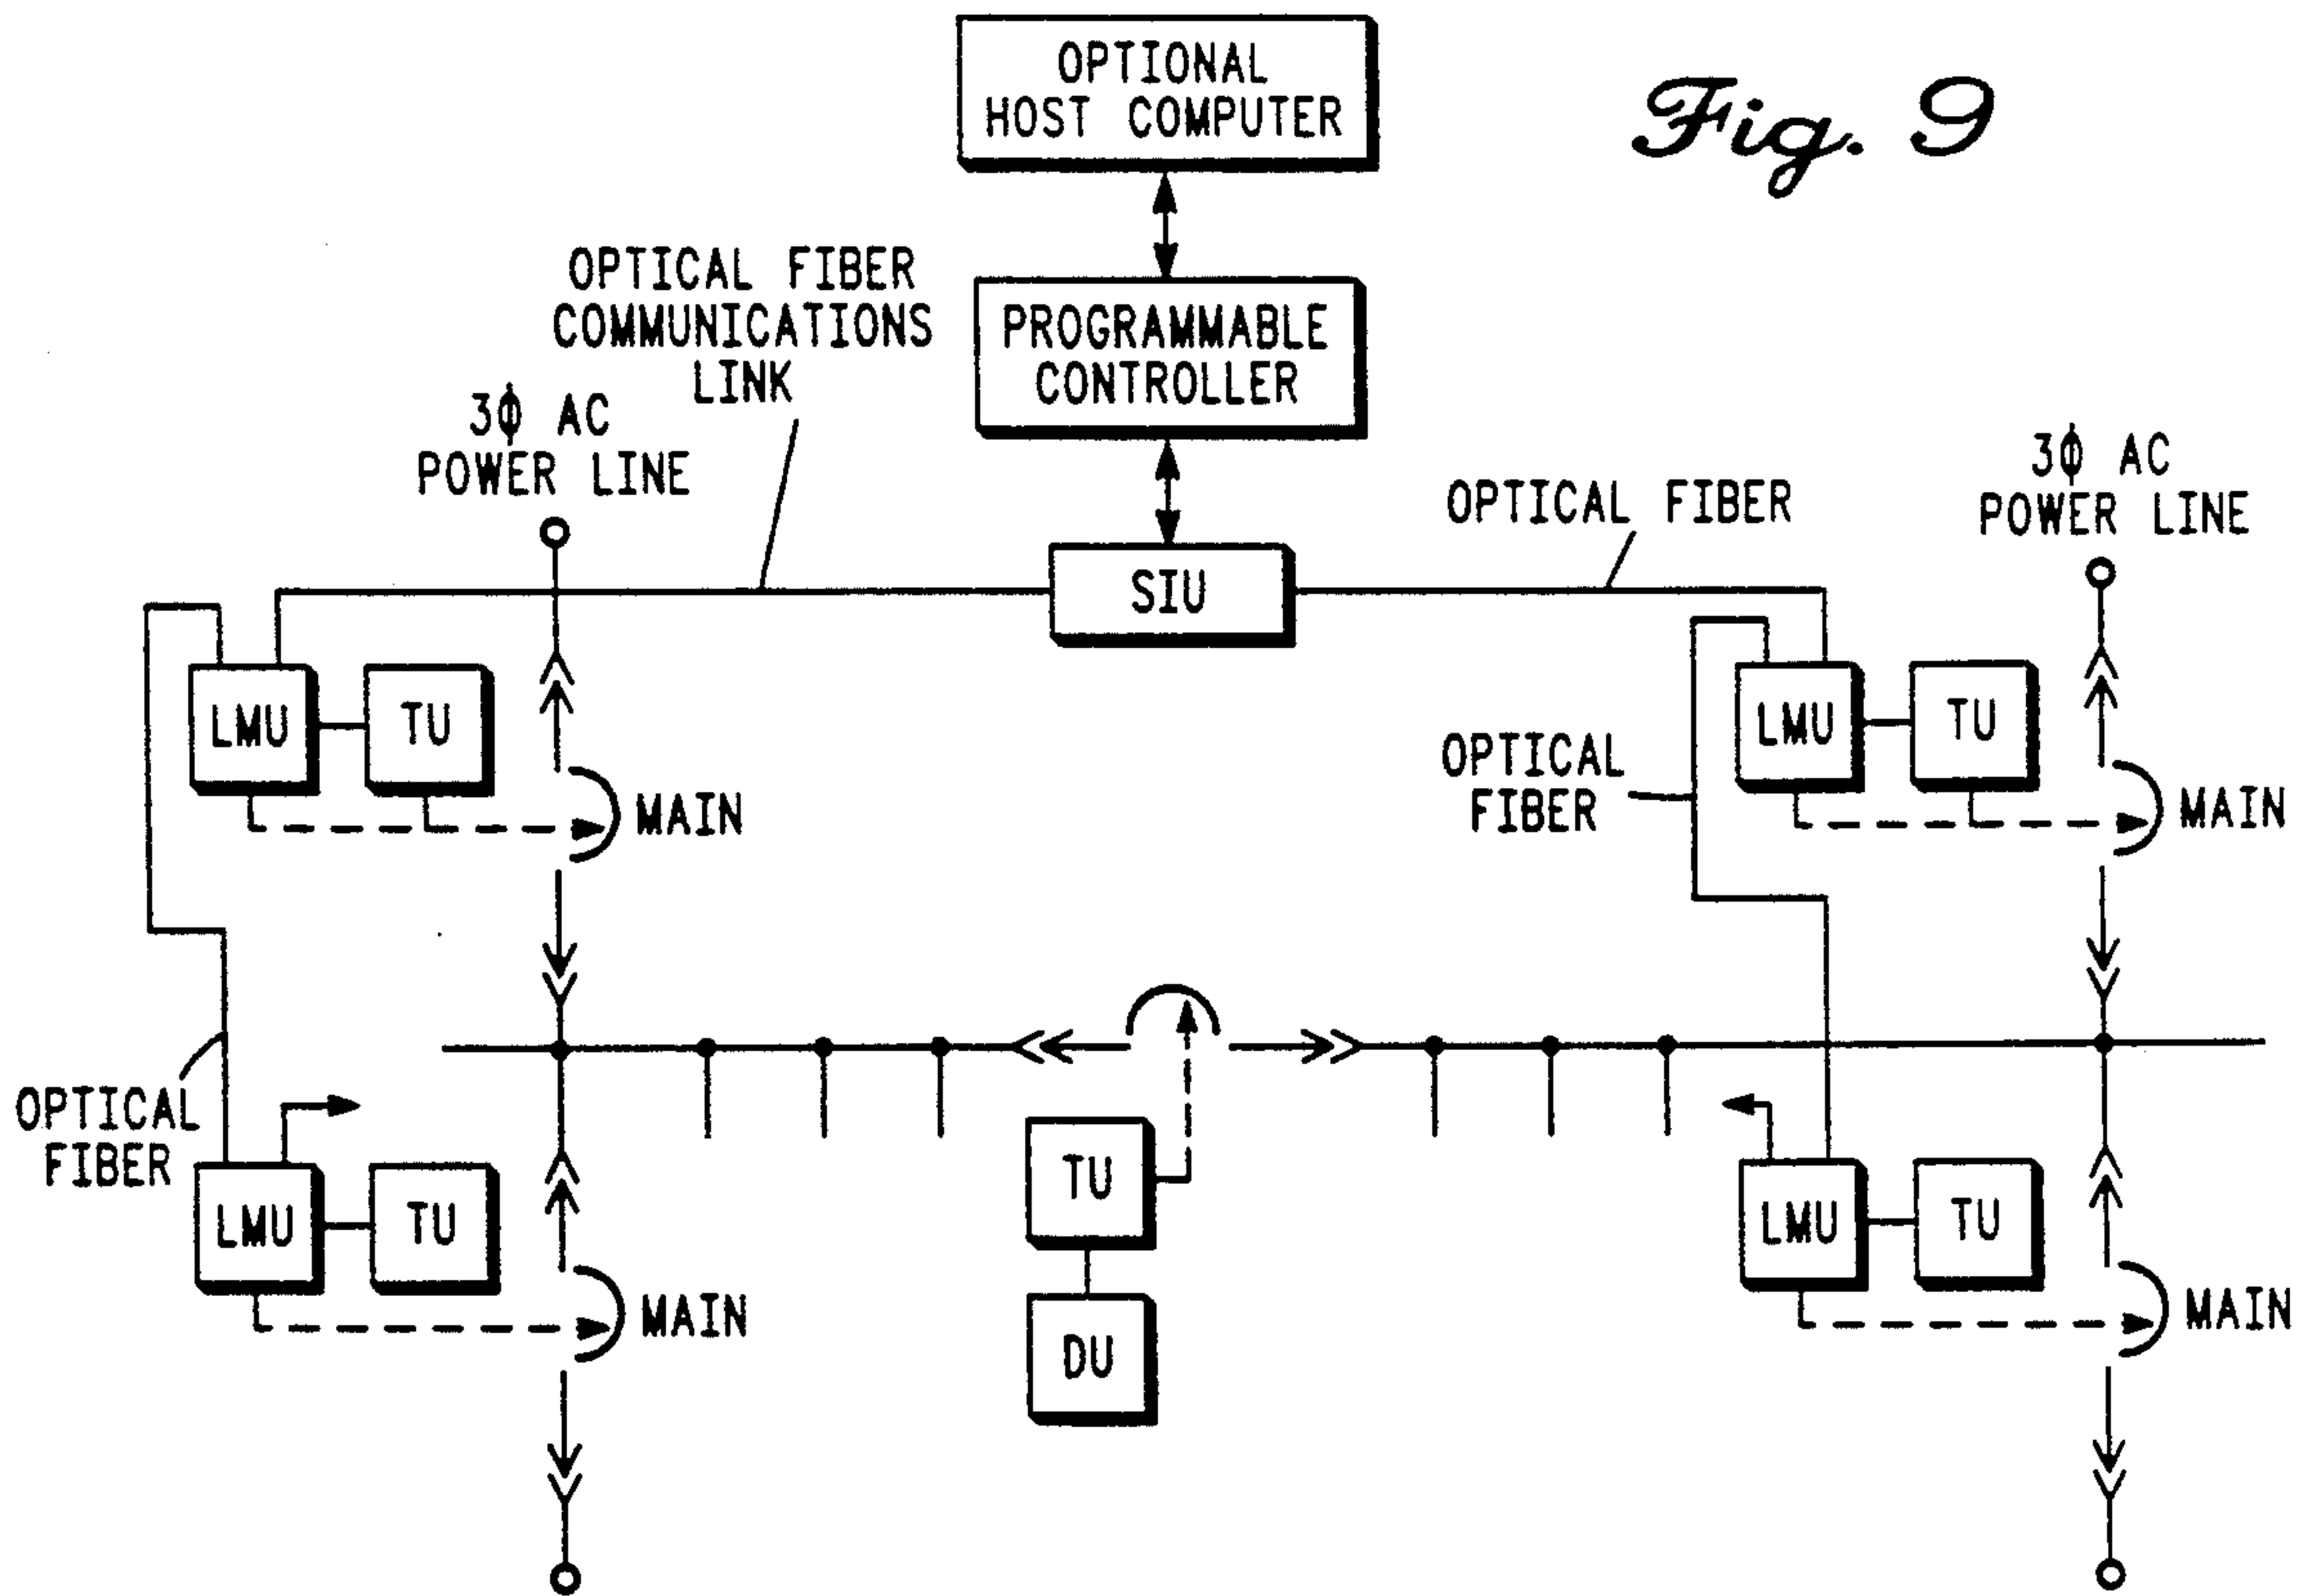 OPTIONAL
HOST COMPUTER
Fig. 9
OPTICAL FIBER
COMMUNICATIONS
LINK
PROGRAMMABLE
CONTROLLER
3ϕ AC
POWER LINE
OPTICAL FIBER
3ϕ AC
POWER LINE
SIU
LMU
TU
MAIN
OPTICAL
FIBER
LMU
TU
MAIN
OPTICAL
FIBER
LMU
TU
MAIN
TU
DU
LMU
TU
MAIN